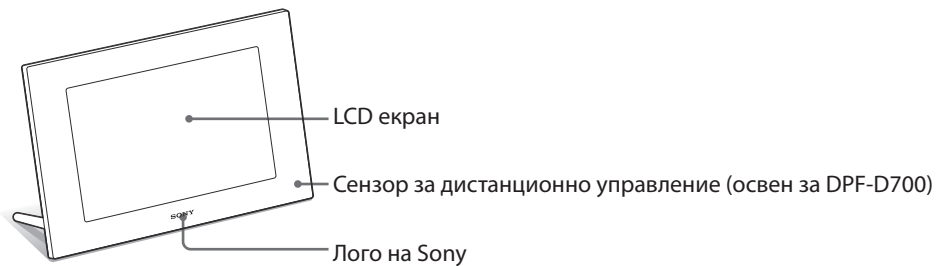 LCD екран
Сензор за дистанционно управление (освен за DPF-D700)
SONY
Лого на Sony